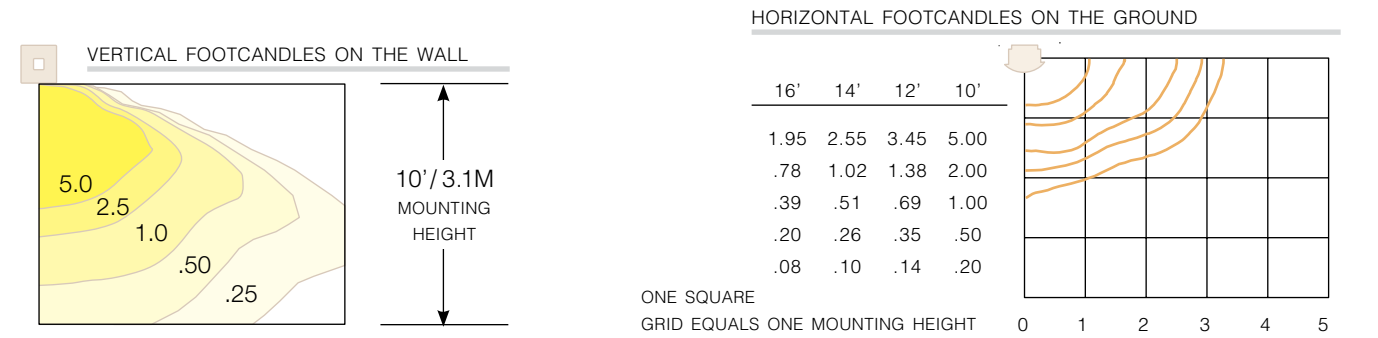 VERTICAL FOOTCANDLES ON THE WALL
5.0
2.5
1.0
.50
.25
10’/3.1M
MOUNTING
HEIGHT
HORIZONTAL FOOTCANDLES ON THE GROUND
16’ 14’ 12’ 10’
1.95 2.55 3.45 5.00
.78 1.02 1.38 2.00
.39 .51 .69 1.00
.20 .26 .35 .50
.08 .10 .14 .20
ONE SQUARE
GRID EQUALS ONE MOUNTING HEIGHT
0 1 2 3 4 5